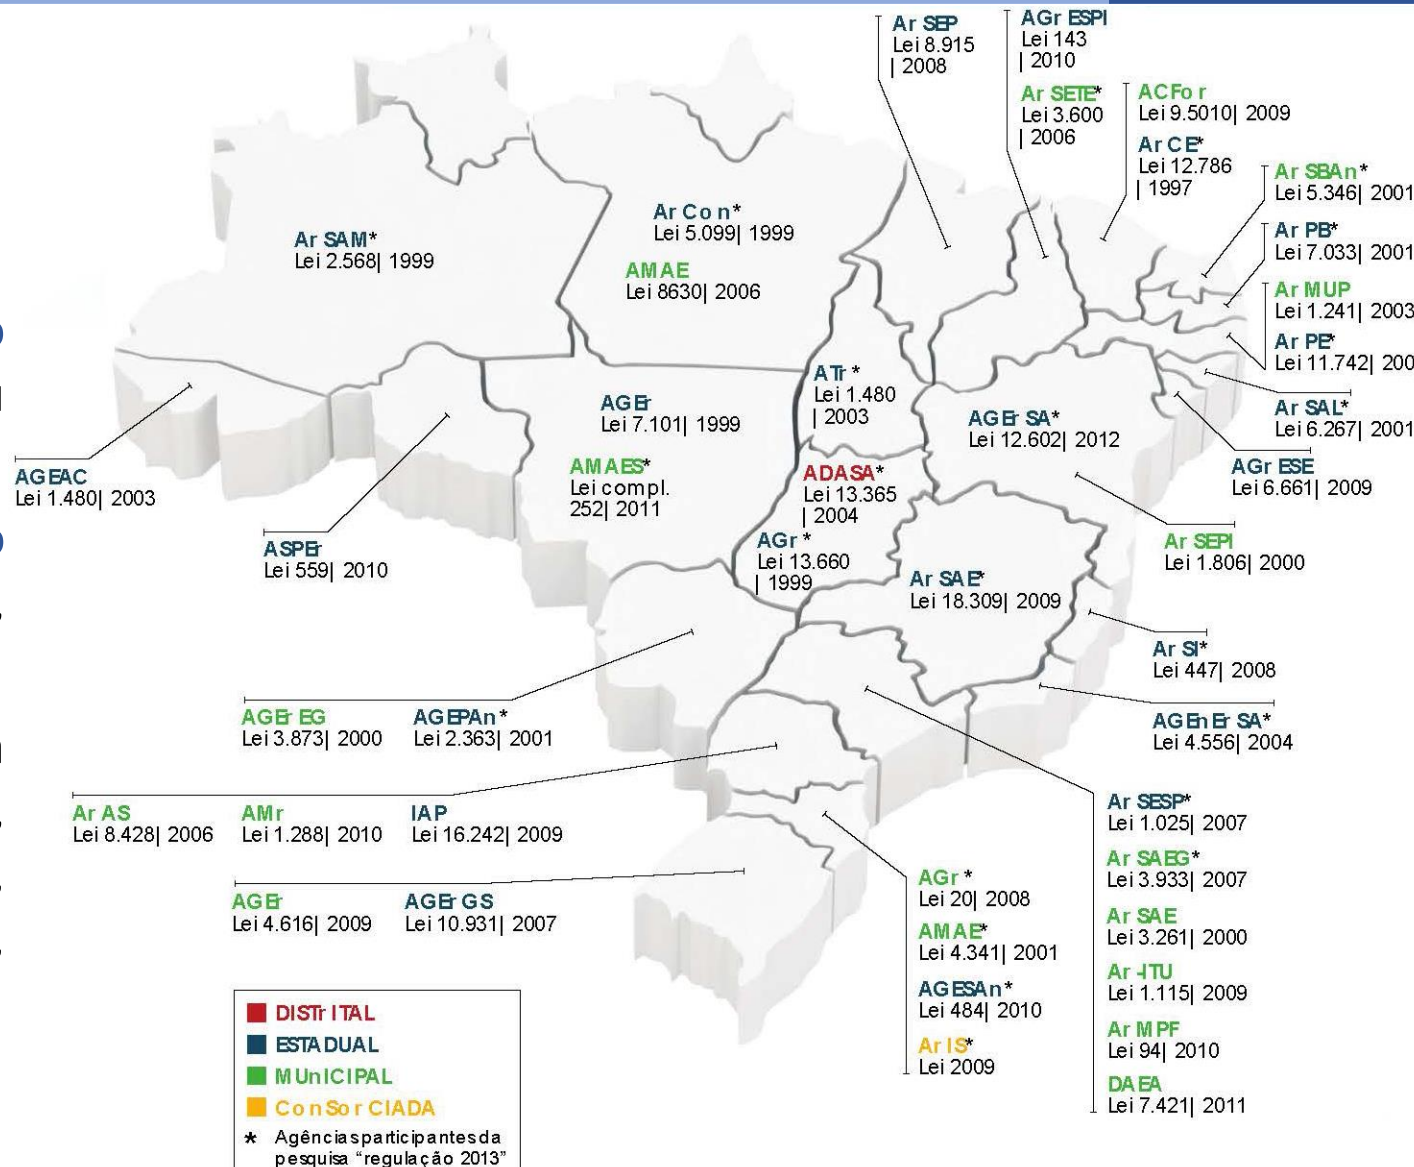 Ar SEP
Lei 8.915
| 2008
AGr ESPI
Lei 143
| 2010
Ar SETE*
Lei 3.600
| 2006
ACFo r
Lei 9.5010| 2009
Ar CE*
Lei 12.786
| 1997
Ar SBAn*
Lei 5.346| 2001
Ar PB*
Lei 7.033| 2001
Ar MUP
Lei 1.241| 2003
Ar PE*
Lei 11.742| 200
Ar SAL*
Lei 6.267| 2001
AGr ESE
Lei 6.661| 2009
Ar SEPI
Lei 1.806| 2000
Ar SAM*
Lei 2.568| 1999
Ar Co n*
Lei 5.099| 1999
AMAE
Lei 8630| 2006
ATr *
Lei 1.480
| 2003
AGEr
Lei 7.101| 1999
AMAES*
Lei compl.
252| 2011
AGEr SA*
Lei 12.602| 2012
ADASA*
Lei 13.365
| 2004
AGr *
Lei 13.660
| 1999
Ar SAE*
Lei 18.309| 2009
AGEAC
Lei 1.480| 2003
ASPEr
Lei 559| 2010
Ar SI*
Lei 447| 2008
AGEn Er SA*
Lei 4.556| 2004
AGEr EG
Lei 3.873| 2000
AGEPAn *
Lei 2.363| 2001
Ar AS
Lei 8.428| 2006
AMr
Lei 1.288| 2010
IAP
Lei 16.242| 2009
AGEr
Lei 4.616| 2009
AGEr GS
Lei 10.931| 2007
AGr *
Lei 20| 2008
AMAE*
Lei 4.341| 2001
AGESAn*
Lei 484| 2010
Ar IS*
Lei 2009
Ar SESP*
Lei 1.025| 2007
Ar SAEG*
Lei 3.933| 2007
Ar SAE
Lei 3.261| 2000
Ar -ITU
Lei 1.115| 2009
Ar MPF
Lei 94| 2010
DAEA
Lei 7.421| 2011
DISTr ITAL
ESTADUAL
MUnICIPAL
Co n So r CIADA
* Agências participantes da
pesquisa “regulação 2013”